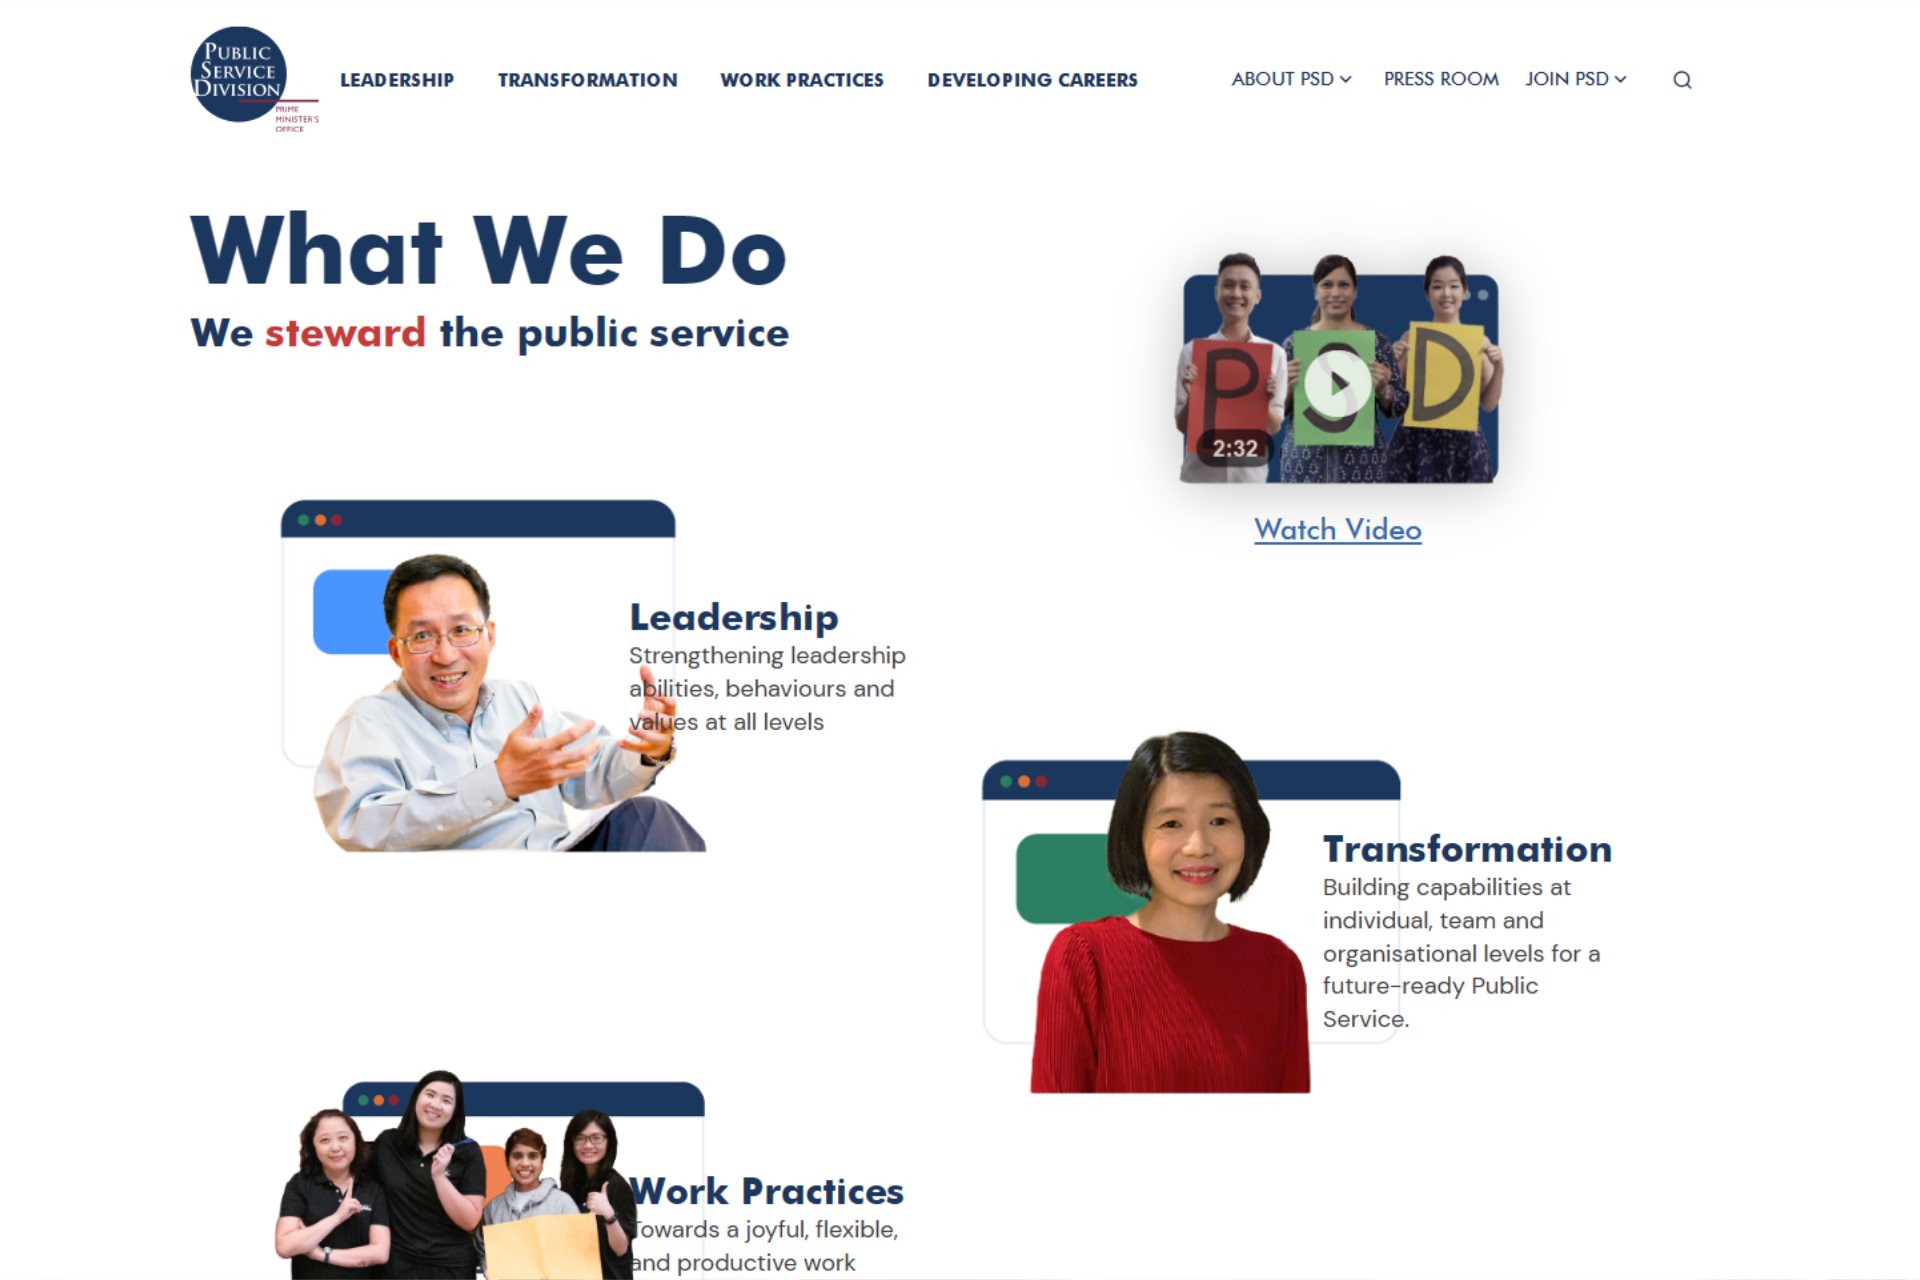 PUBLIC
SERVICE
DIVISION
PRIME
MINISTER'S
OFFICE
LEADERSHIP
TRANSFORMATION
WORK PRACTICES
DEVELOPING CAREERS
ABOUT PSD
PRESS ROOM
JOIN PSD
What We Do
We steward the public service
P S D
2:32
Watch Video
Leadership
Strengthening leadership
abilities, behaviours and
values at all levels
Transformation
Building capabilities at
individual, team and
organisational levels for a
future-ready Public
Service.
Work Practices
Towards a joyful, flexible,
and productive work